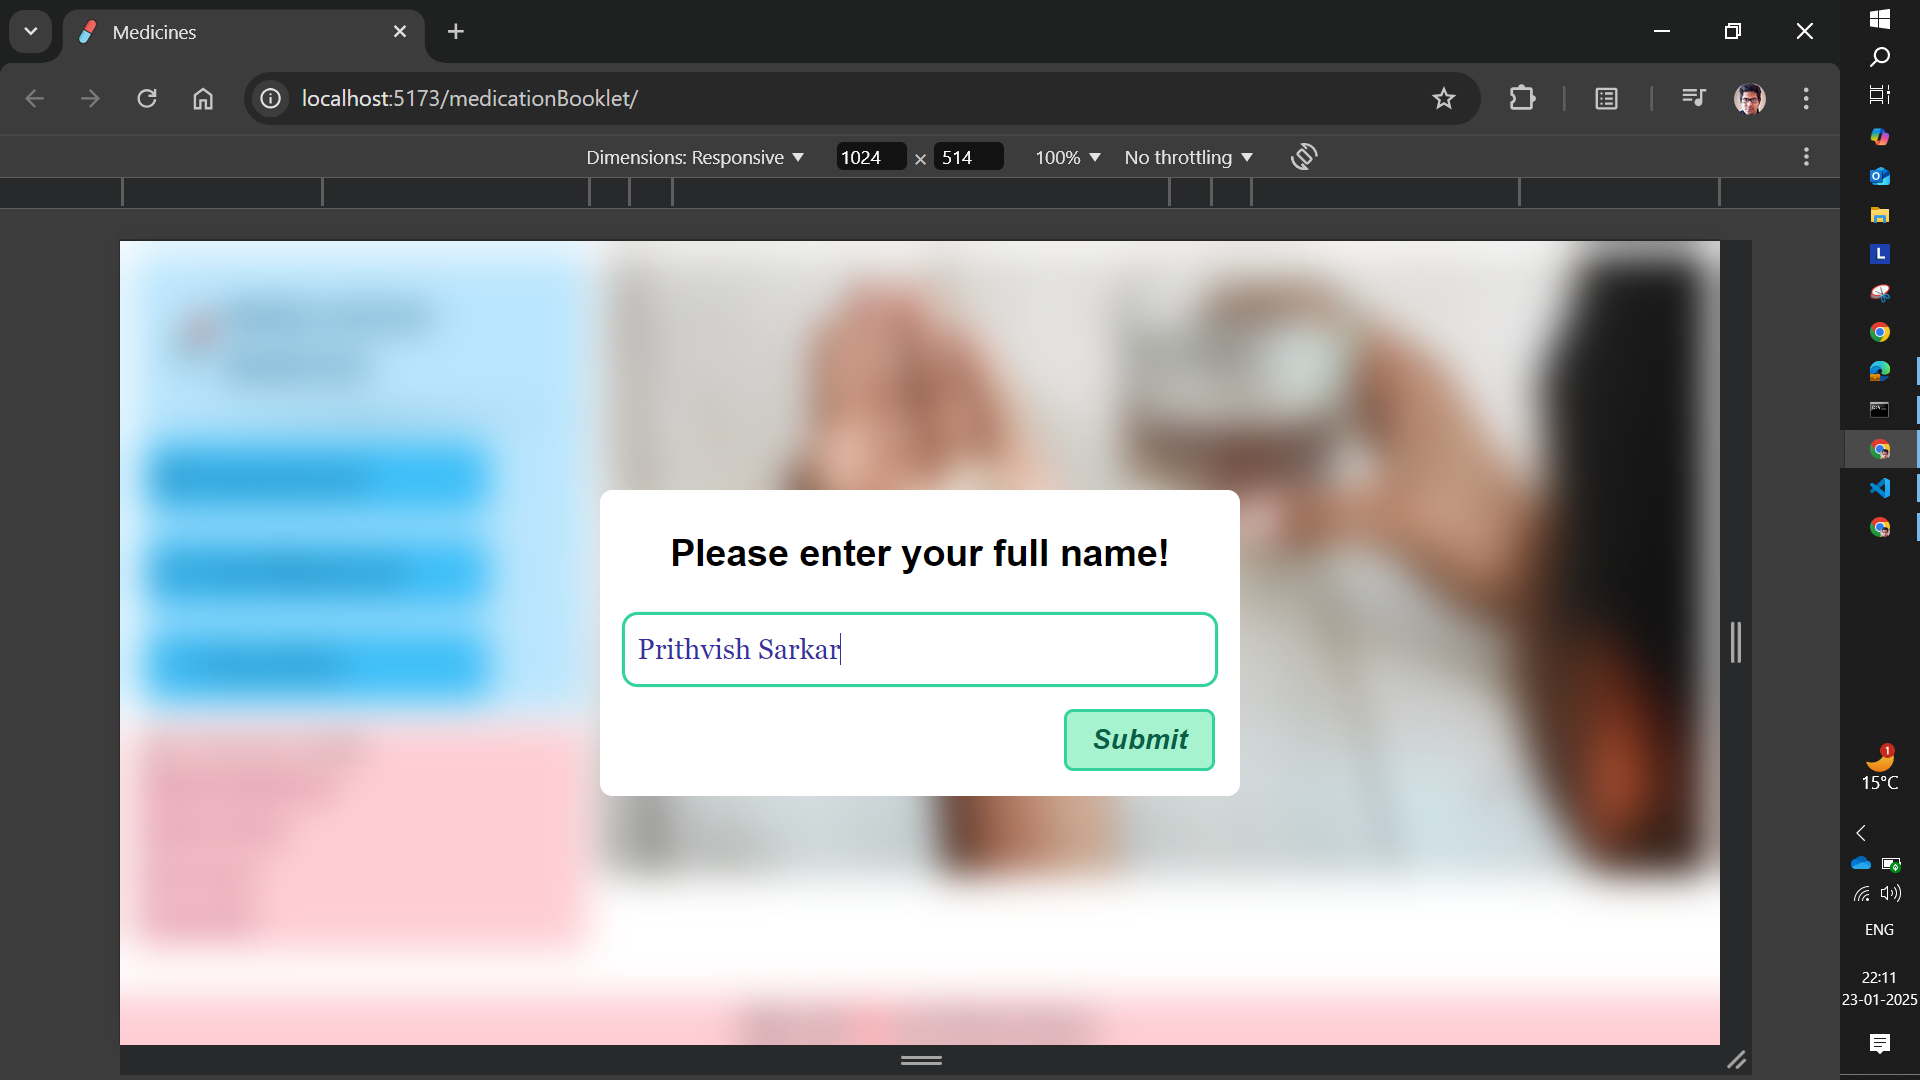 Medicines
localhost:5173/medicationBooklet/
Dimensions: Responsive 1024 × 514 100% No throttling
Please enter your full name!
Prithvish Sarkar
Submit
L
1
15°C
ENG
22:11
23-01-2025